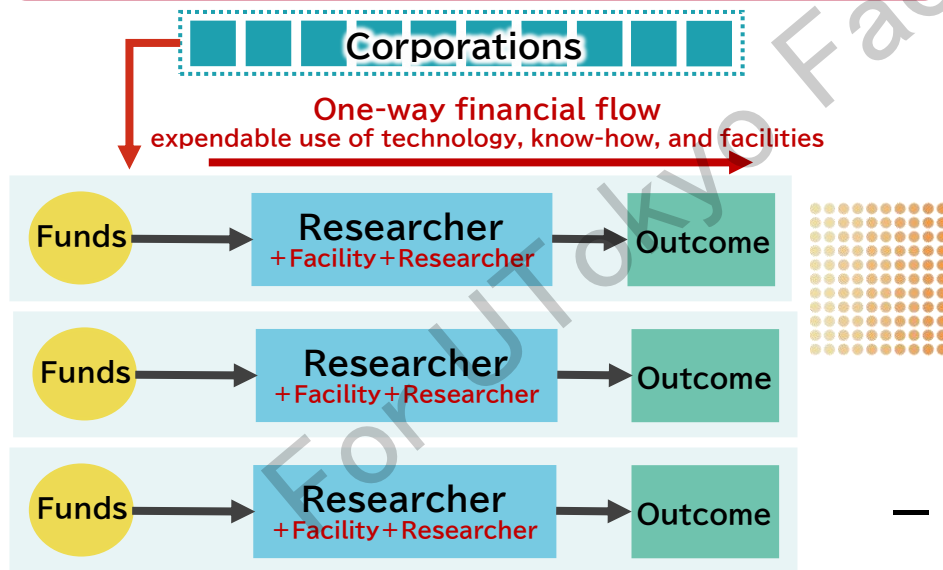 Corporations
One-way financial flow
expendable use of technology, know-how, and facilities
Funds
Researcher
+Facility+Researcher
Outcome
Funds
Researcher
+Facility+Researcher
Outcome
Funds
Researcher
+Facility+Researcher
Outcome
For UTokyo Fac